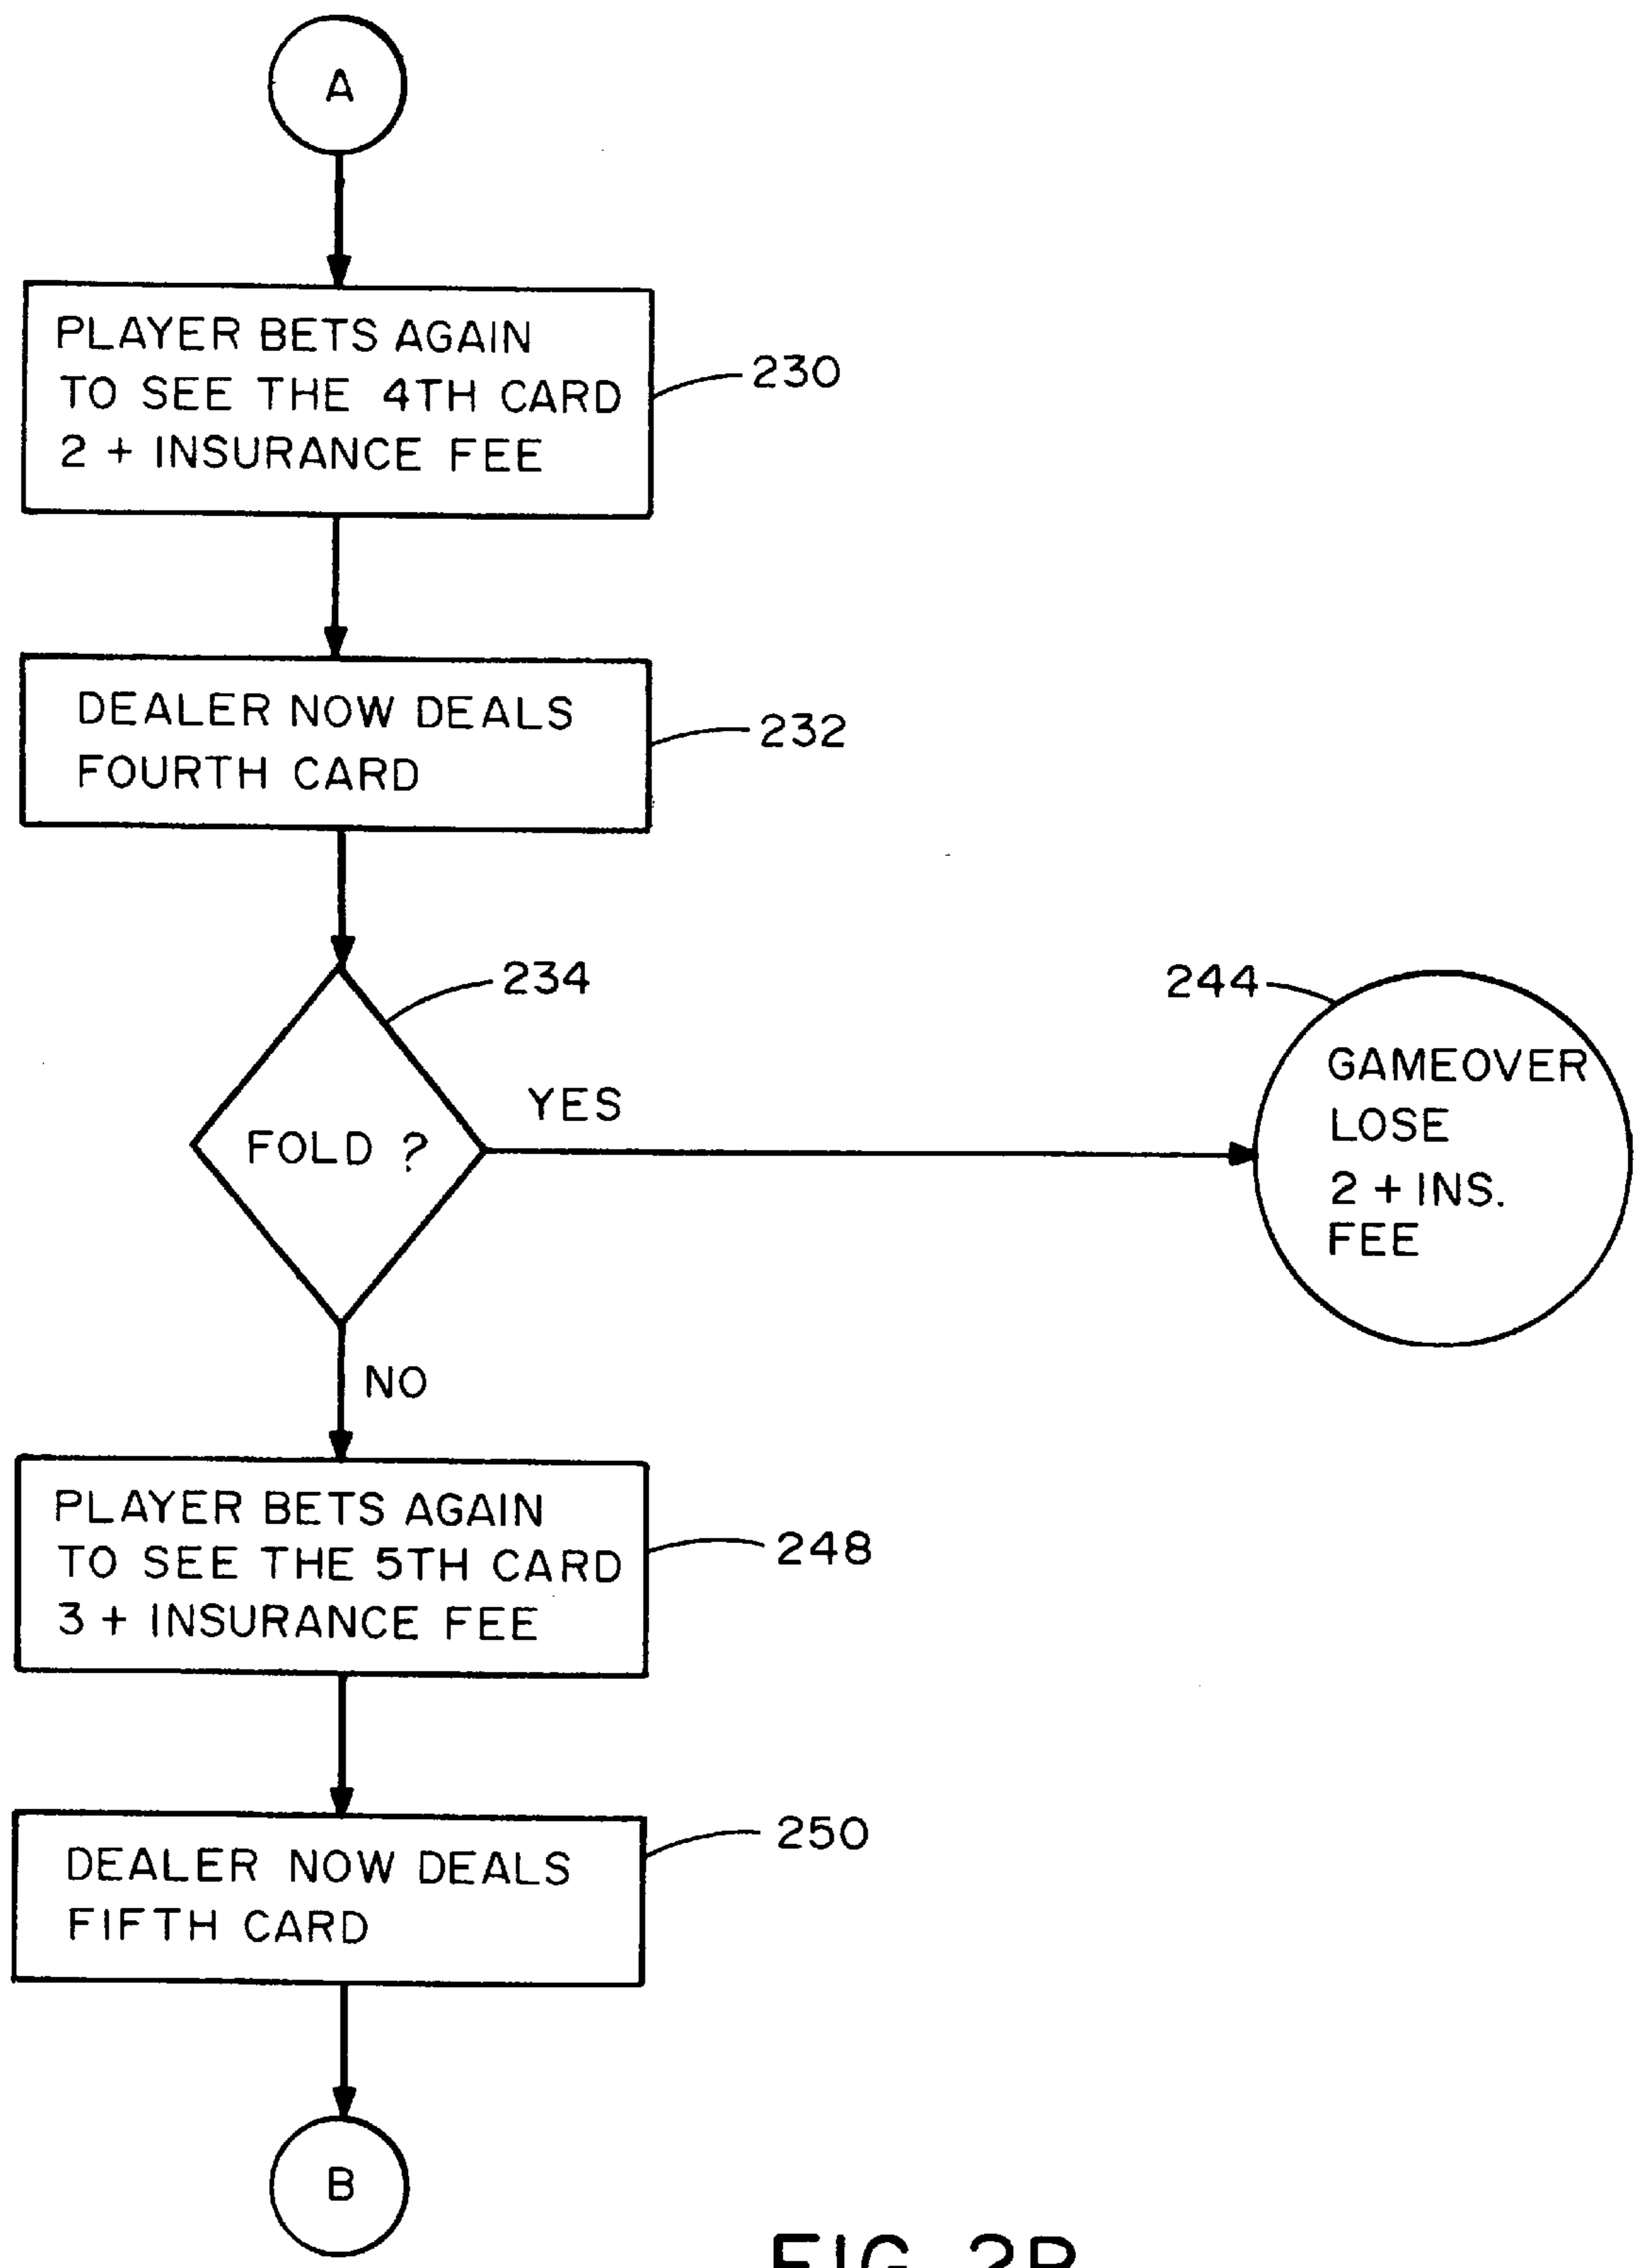 A
PLAYER BETS AGAIN
TO SEE THE 4TH CARD
2 + INSURANCE FEE
230
DEALER NOW DEALS
FOURTH CARD
232
234
FOLD ?
YES
244
GAMEOVER
LOSE
2 + INS.
FEE
NO
PLAYER BETS AGAIN
TO SEE THE 5TH CARD
3 + INSURANCE FEE
248
DEALER NOW DEALS
FIFTH CARD
250
B
FIG. 2B